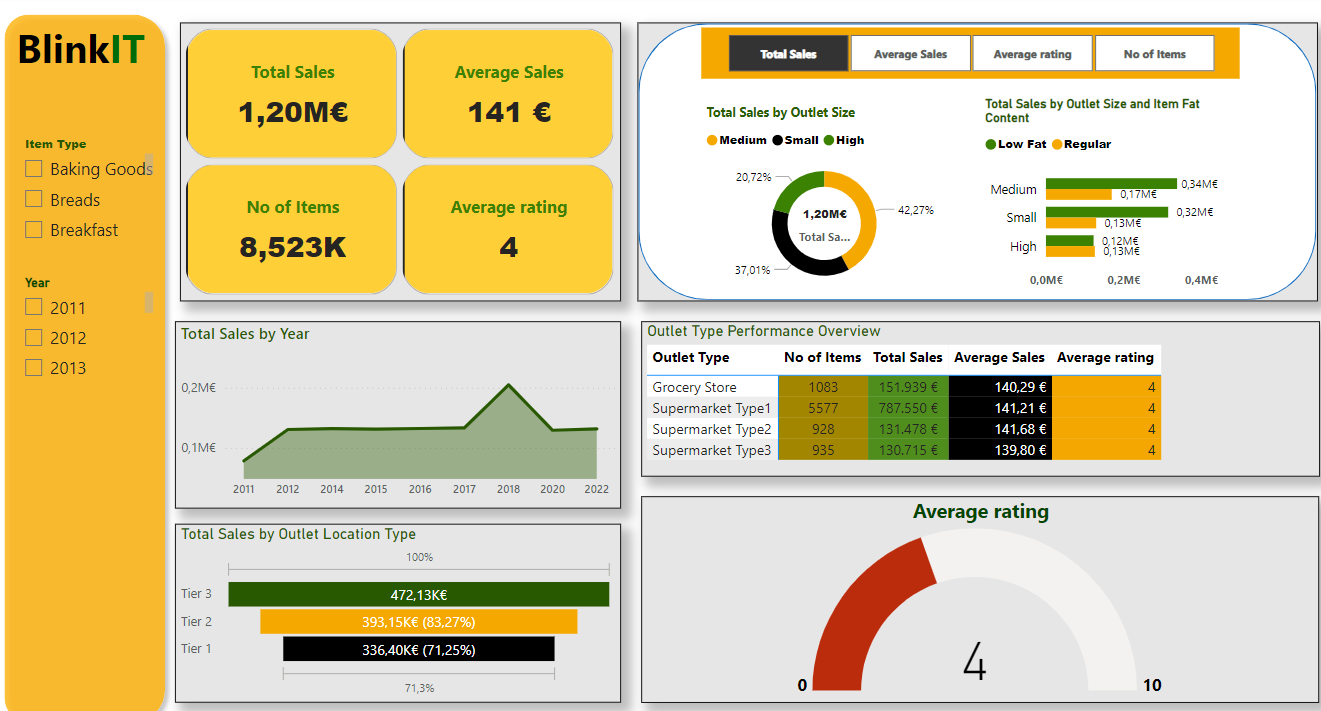 BlinkIT
Item Type
Baking Goods
Breads
Breakfast
Year
2011
2012
2013
Total Sales
1,20M€
Average Sales
141 €
No of Items
8,523K
Average rating
4
Total Sales
Average Sales
Average rating
No of Items
Total Sales by Outlet Size
Medium Small High
20,72%
42,27%
37,01%
1,20M€
Total Sa...
Total Sales by Outlet Size and Item Fat
Content
Low Fat Regular
Medium 0,34M€
0,17M€
Small 0,32M€
0,13M€
High 0,12M€
0,13M€
0,0M€ 0,2M€ 0,4M€
Total Sales by Year
0,2M€
0,1M€
2011 2012 2014 2015 2016 2017 2018 2020 2022
Outlet Type Performance Overview
Outlet Type No of Items Total Sales Average Sales Average rating
Grocery Store 1083 151.939 € 140,29 € 4
Supermarket Type1 5577 787.550 € 141,21 € 4
Supermarket Type2 928 131.478 € 141,68 € 4
Supermarket Type3 935 130.715 € 139,80 € 4
Total Sales by Outlet Location Type
100%
Tier 3 472,13K€
Tier 2 393,15K€ (83,27%)
Tier 1 336,40K€ (71,25%)
71,3%
Average rating
4
0 10